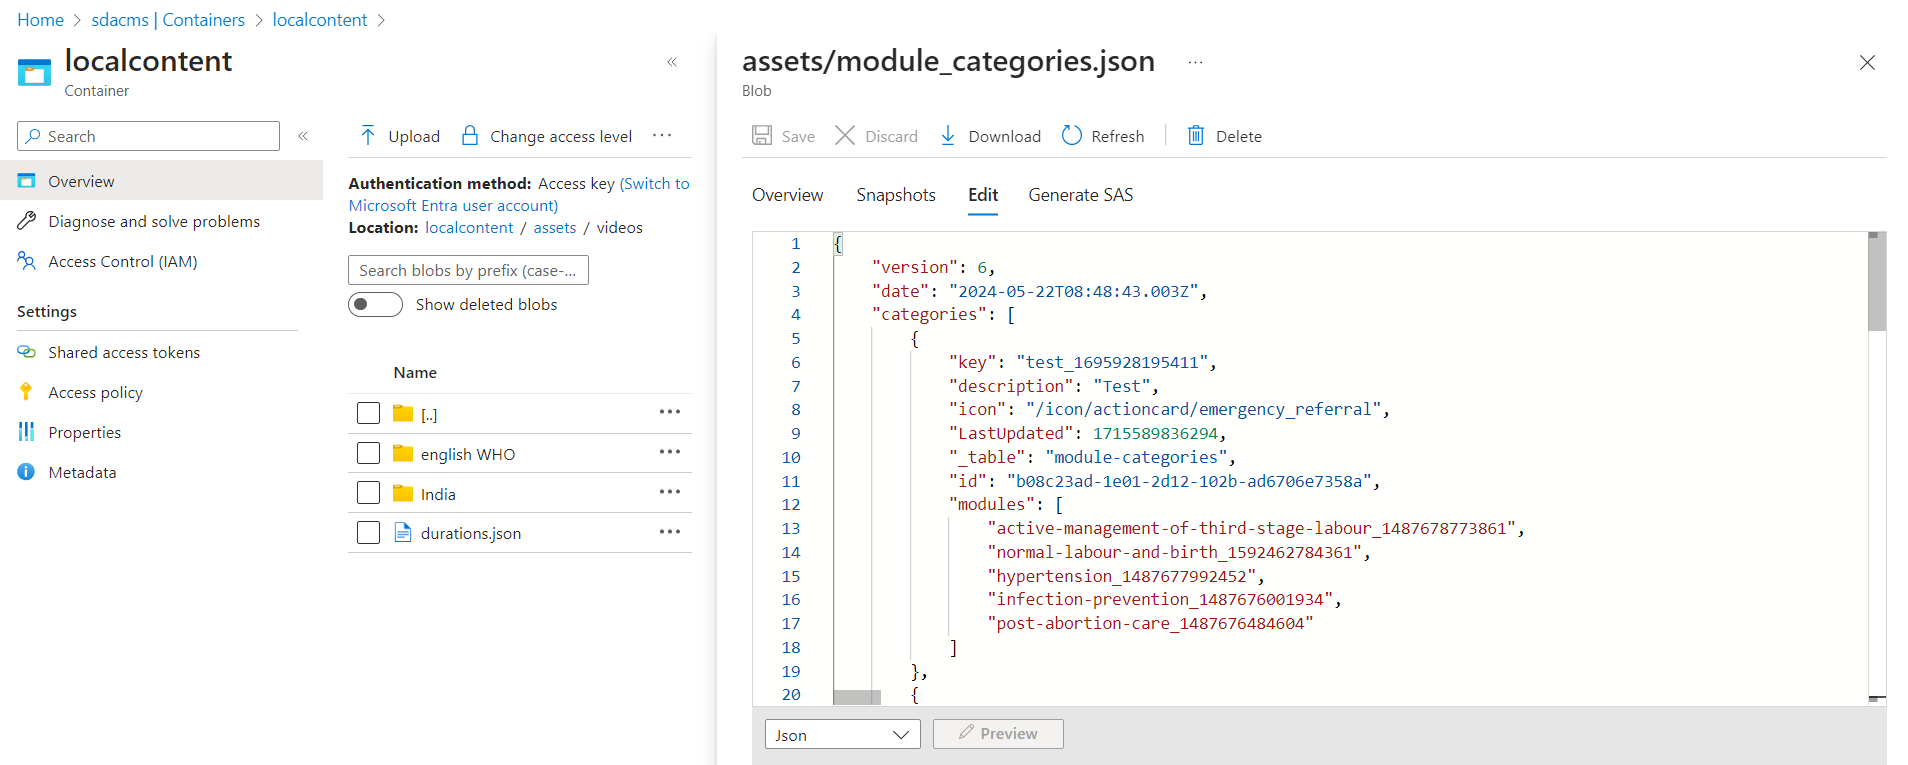 Home > sdacms | Containers > localcontent >
localcontent
Container
«
Search
«
Overview
Diagnose and solve problems
Access Control (IAM)
Settings
Shared access tokens
Access policy
Properties
Metadata
Upload Change access level ...
Authentication method: Access key (Switch to
Microsoft Entra user account)
Location: localcontent / assets / videos
Search blobs by prefix (case-...
Show deleted blobs
Name
[..] ...
english WHO ...
India ...
durations.json ...
assets/module_categories.json ...
Blob
Save Discard Download Refresh Delete
Overview Snapshots Edit Generate SAS
1 {
2 "version": 6,
3 "date": "2024-05-22T08:48:43.003Z",
4 "categories": [
5 {
6 "key": "test_1695928195411",
7 "description": "Test",
8 "icon": "/icon/actioncard/emergency_referral",
9 "LastUpdated": 1715589836294,
10 "_table": "module-categories",
11 "id": "b08c23ad-1e01-2d12-102b-ad6706e7358a",
12 "modules": [
13 "active-management-of-third-stage-labour_1487678773861",
14 "normal-labour-and-birth_1592462784361",
15 "hypertension_1487677992452",
16 "infection-prevention_1487676001934",
17 "post-abortion-care_1487676484604"
18 ]
19 },
20 {
Json Preview